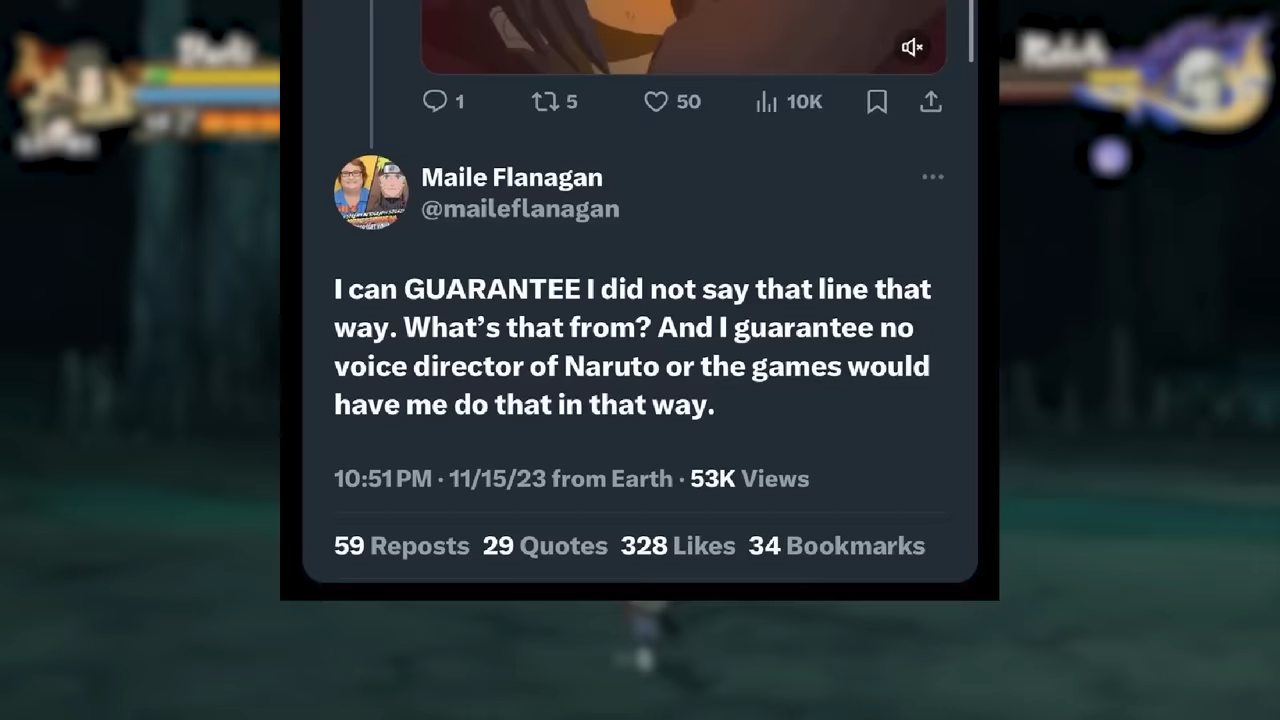 1 5 50 10K
Maile Flanagan
@maileflanagan
I can GUARANTEE I did not say that line that
way. What's that from? And I guarantee no
voice director of Naruto or the games would
have me do that in that way.
10:51 PM · 11/15/23 from Earth · 53K Views
59 Reposts 29 Quotes 328 Likes 34 Bookmarks